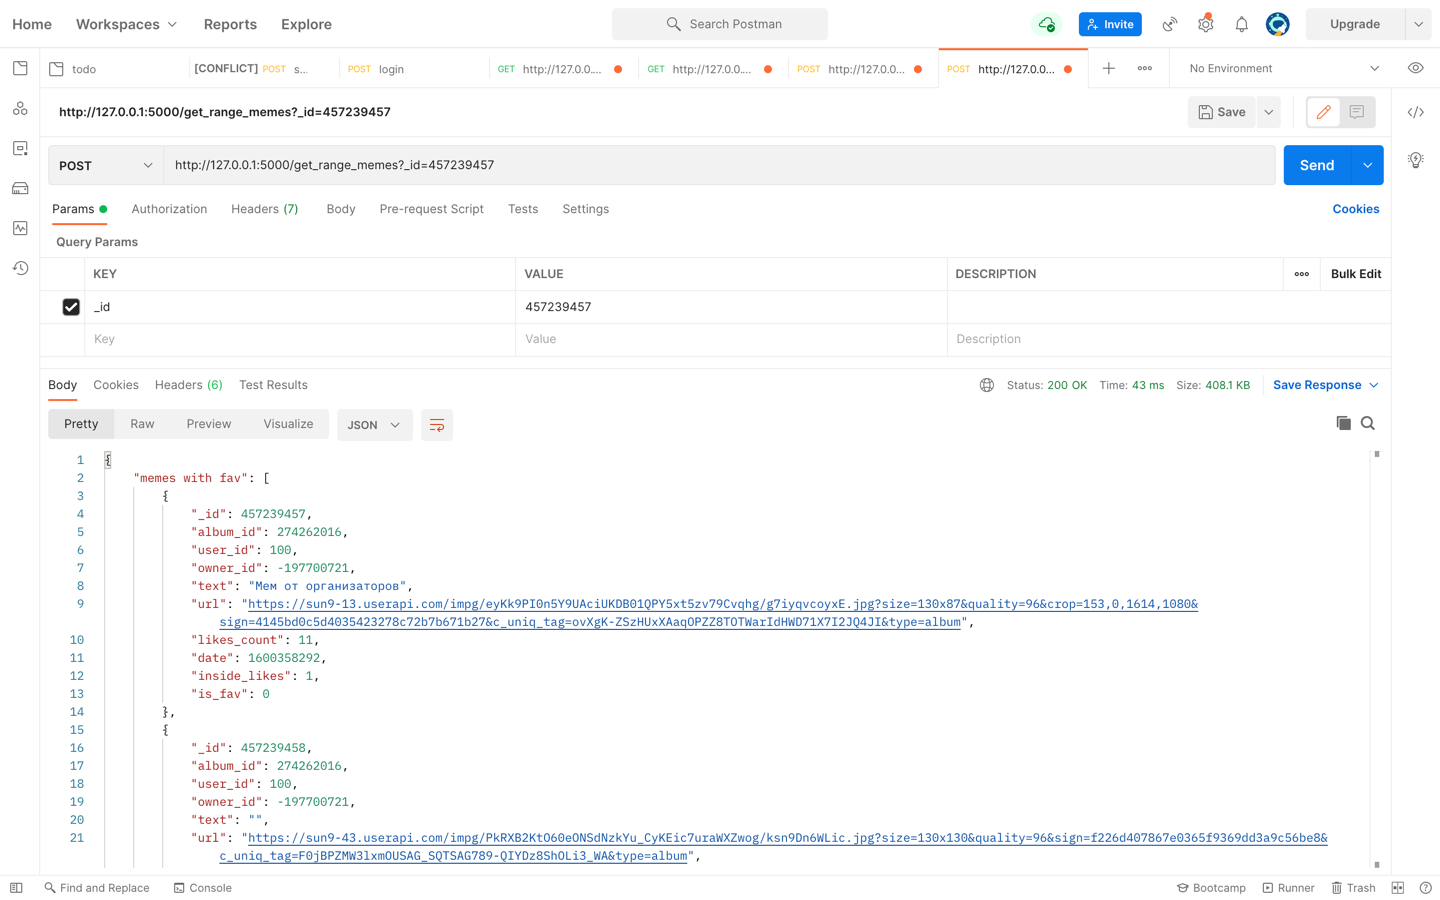 Home Workspaces Reports Explore Search Postman Invite Upgrade
todo [CONFLICT] POST s... POST login GET http://127.0.0.... GET http://127.0.0.... POST http://127.0.0... POST http://127.0.0... No Environment
http://127.0.0.1:5000/get_range_memes?_id=457239457 Save
POST http://127.0.0.1:5000/get_range_memes?_id=457239457 Send
Params Authorization Headers (7) Body Pre-request Script Tests Settings Cookies
Query Params
KEY VALUE DESCRIPTION Bulk Edit
_id 457239457
Key Value Description
Body Cookies Headers (6) Test Results Status: 200 OK Time: 43 ms Size: 408.1 KB Save Response
Pretty Raw Preview Visualize JSON
1 {
2 "memes with fav": [
3 {
4 "_id": 457239457,
5 "album_id": 274262016,
6 "user_id": 100,
7 "owner_id": -197700721,
8 "text": "Мем от организаторов",
9 "url": "https://sun9-13.userapi.com/impg/eyKk9PI0n5Y9UAciUKDB01QPY5xt5zv79Cvqhg/g7iyqvcoyxE.jpg?size=130x87&quality=96&crop=153,0,1614,1080&
sign=4145bd0c5d4035423278c72b7b671b27&c_uniq_tag=ovXgK-ZSzHUxXAaqOPZZ8TOTWarIdHWD71X7I2JQ4JI&type=album",
10 "likes_count": 11,
11 "date": 1600358292,
12 "inside_likes": 1,
13 "is_fav": 0
14 },
15 {
16 "_id": 457239458,
17 "album_id": 274262016,
18 "user_id": 100,
19 "owner_id": -197700721,
20 "text": "",
21 "url": "https://sun9-43.userapi.com/impg/PkRXB2KtO60eONSdNzkYu_CyKEic7uraWXZwog/ksn9Dn6WLic.jpg?size=130x130&quality=96&sign=f226d407867e0365f9369dd3a9c56be8&
c_uniq_tag=F0jBPZMW3lxmOUSAG_SQTSAG789-QIYDz8ShOLi3_WA&type=album",
Find and Replace Console Bootcamp Runner Trash